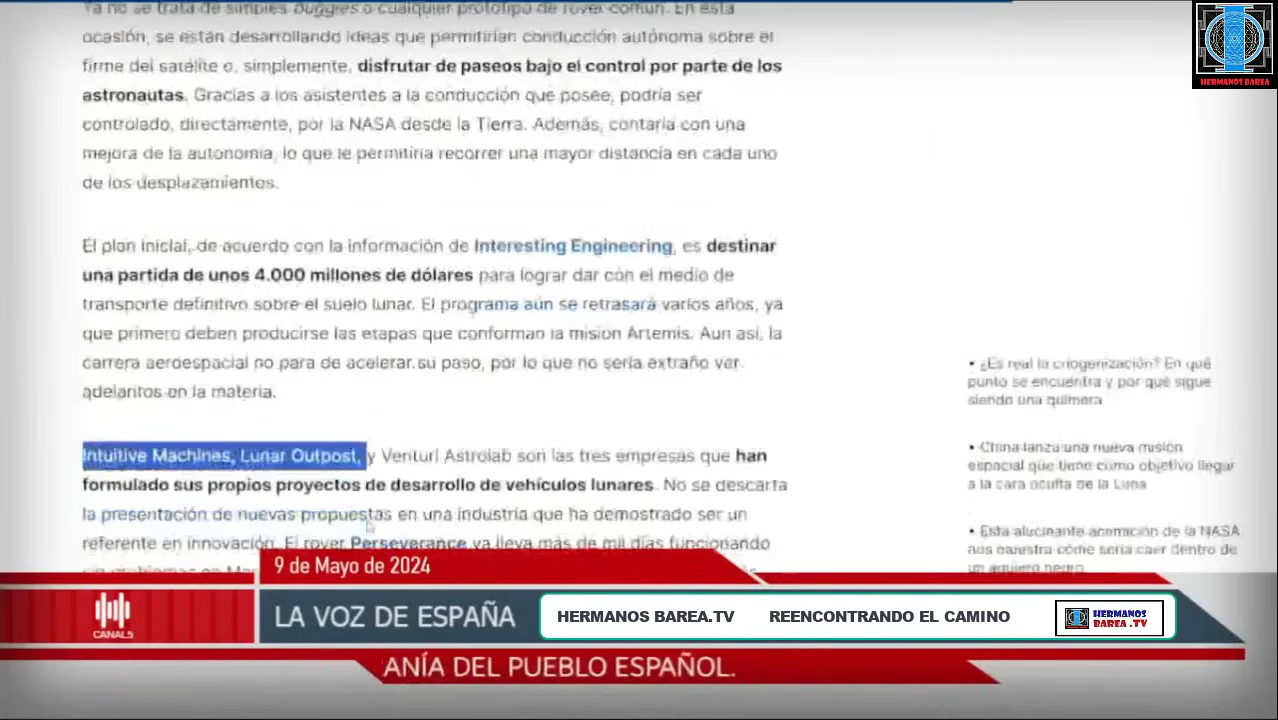 Ya no se trata de simples buggies o cualquier prototipo de rover común. En esta
ocasión, se están desarrollando ideas que permitirían conducción autónoma sobre el
firme del satélite o, simplemente, disfrutar de paseos bajo el control por parte de los
astronautas. Gracias a los asistentes a la conducción que posee, podría ser
controlado, directamente, por la NASA desde la Tierra. Además, contaría con una
mejora de la autonomía, lo que le permitiría recorrer una mayor distancia en cada uno
de los desplazamientos.
El plan inicial, de acuerdo con la información de Interesting Engineering, es destinar
una partida de unos 4.000 millones de dólares para lograr dar con el medio de
transporte definitivo sobre el suelo lunar. El programa aún se retrasará varios años, ya
que primero deben producirse las etapas que conforman la misión Artemis. Aun así, la
carrera aeroespacial no para de acelerar su paso, por lo que no sería extraño ver
adelantos en la materia.
Intuitive Machines, Lunar Outpost, y Venturi Astrolab son las tres empresas que han
formulado sus propios proyectos de desarrollo de vehículos lunares. No se descarta
la presentación de nuevas propuestas en una industria que ha demostrado ser un
referente en innovación. El rover Perseverance ya lleva más de mil días funcionando
• ¿Es real la criogenización? En qué
punto se encuentra y por qué sigue
siendo una quimera
• China lanza una nueva misión
espacial que tiene como objetivo llegar
a la cara oculta de la Luna
• Esta alucinante animación de la NASA
nos muestra cómo sería caer dentro de
un agujero negro
HERMANOS BAREA
9 de Mayo de 2024
CANAL5
LA VOZ DE ESPAÑA
HERMANOS BAREA.TV REENCONTRANDO EL CAMINO
HERMANOS
BAREA .TV
ANÍA DEL PUEBLO ESPAÑOL.